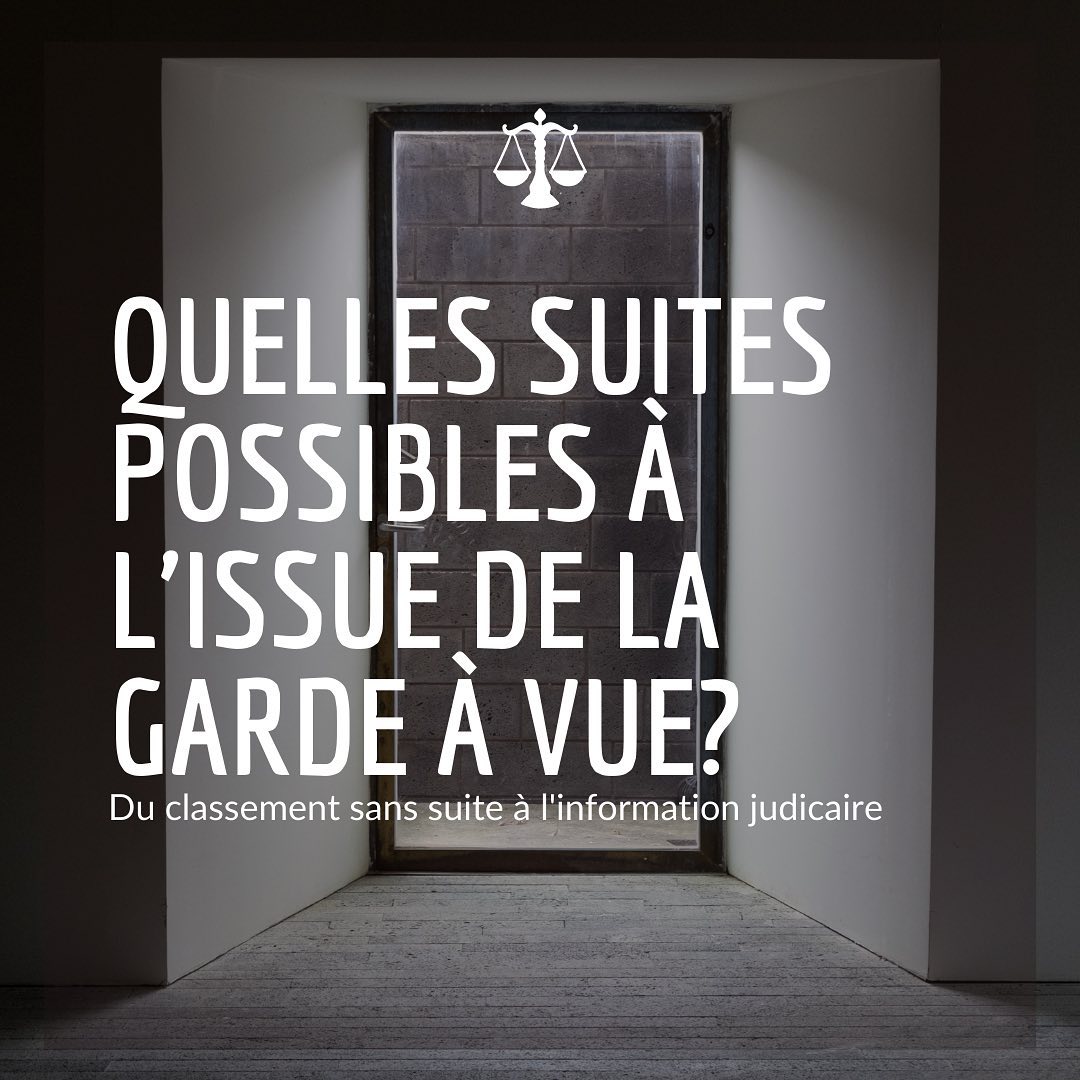 QUELLES SUITES
POSSIBLES À
L'ISSUE DE LA
GARDE À VUE?
Du classement sans suite à l'information judicaire